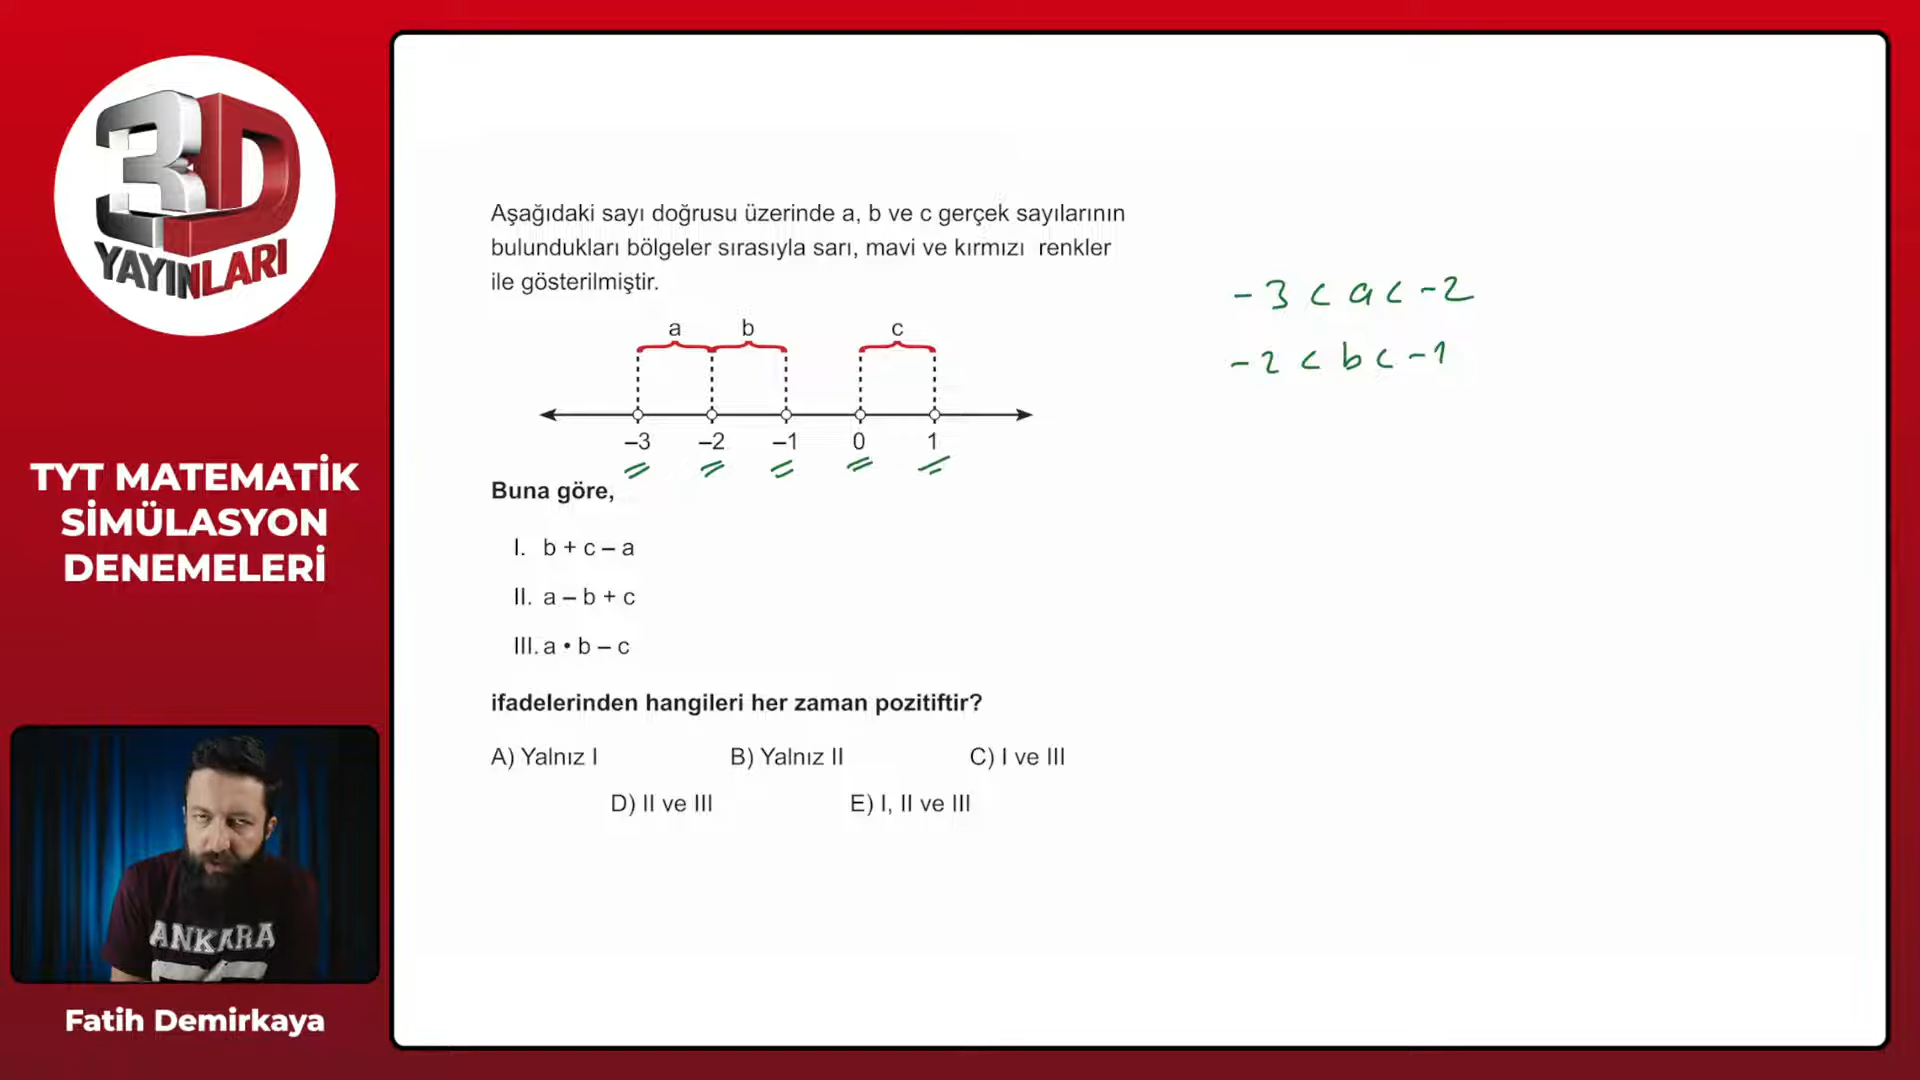 3D
YAYINLARI
TYT MATEMATİK
SİMÜLASYON
DENEMELERİ
ANKARA
Fatih Demirkaya
Aşağıdaki sayı doğrusu üzerinde a, b ve c gerçek sayılarının
bulundukları bölgeler sırasıyla sarı, mavi ve kırmızı renkler
ile gösterilmiştir.
a b c
–3 –2 –1 0 1
Buna göre,
I. b + c – a
II. a – b + c
III. a • b – c
ifadelerinden hangileri her zaman pozitiftir?
A) Yalnız I B) Yalnız II C) I ve III
D) II ve III E) I, II ve III
-3 < a < -2
-2 < b < -1